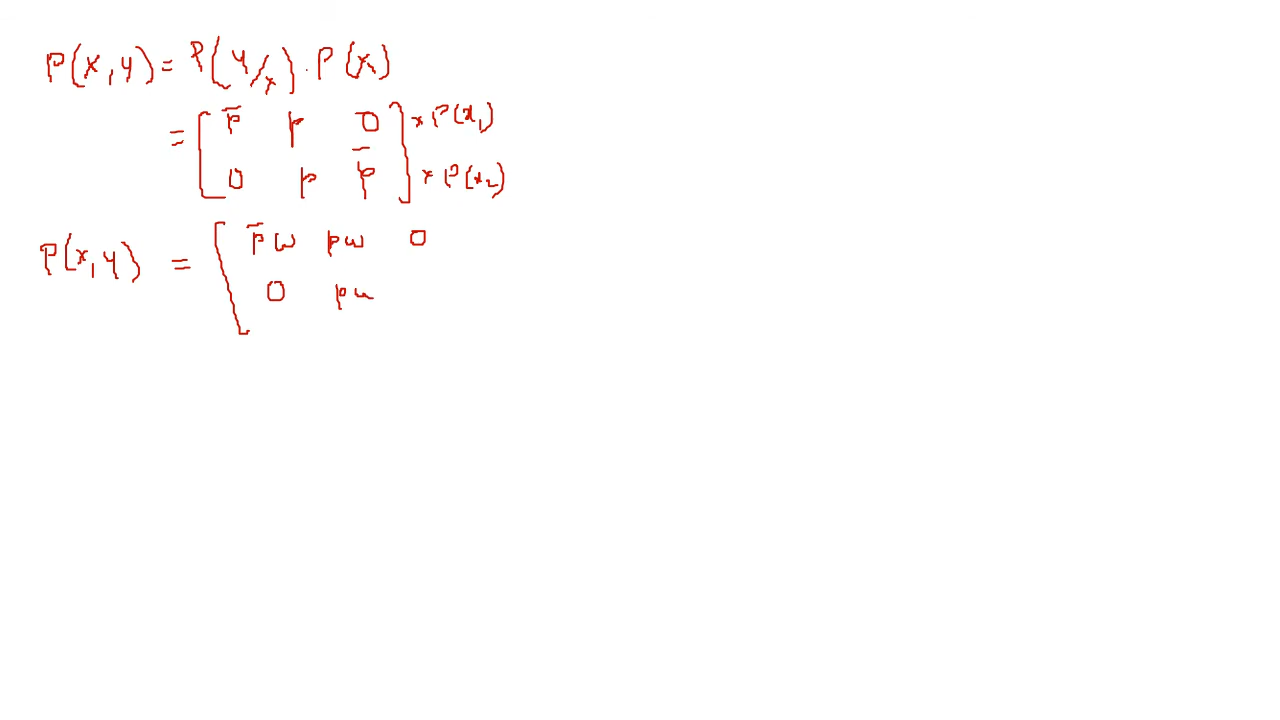 P(x,y) = P(y/x) . P(x)
= [ p̄ p 0 ] × P(x₁)
[ 0 p p̄ ] × P(x₂)
P(x,y) = [ p̄ω pω 0
0 pω